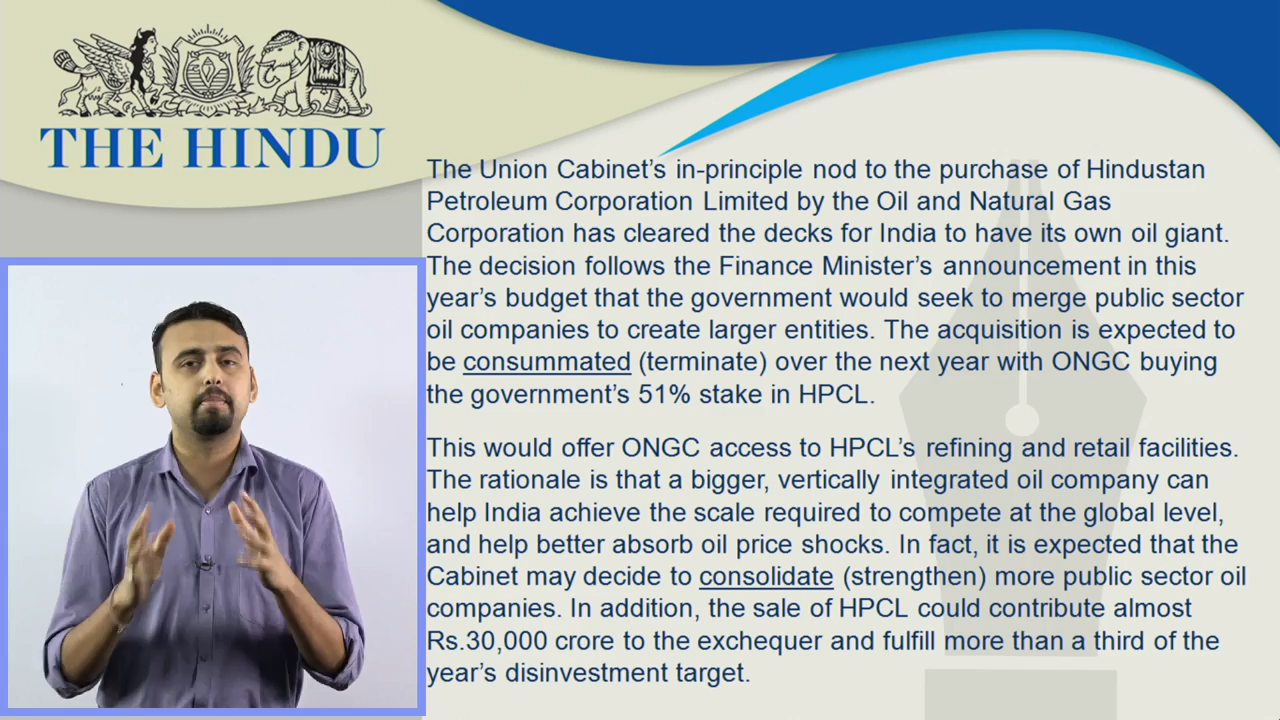 THE HINDU
The Union Cabinet's in-principle nod to the purchase of Hindustan
Petroleum Corporation Limited by the Oil and Natural Gas
Corporation has cleared the decks for India to have its own oil giant.
The decision follows the Finance Minister's announcement in this
year's budget that the government would seek to merge public sector
oil companies to create larger entities. The acquisition is expected to
be consummated (terminate) over the next year with ONGC buying
the government's 51% stake in HPCL.
This would offer ONGC access to HPCL's refining and retail facilities.
The rationale is that a bigger, vertically integrated oil company can
help India achieve the scale required to compete at the global level,
and help better absorb oil price shocks. In fact, it is expected that the
Cabinet may decide to consolidate (strengthen) more public sector oil
companies. In addition, the sale of HPCL could contribute almost
Rs.30,000 crore to the exchequer and fulfill more than a third of the
year's disinvestment target.